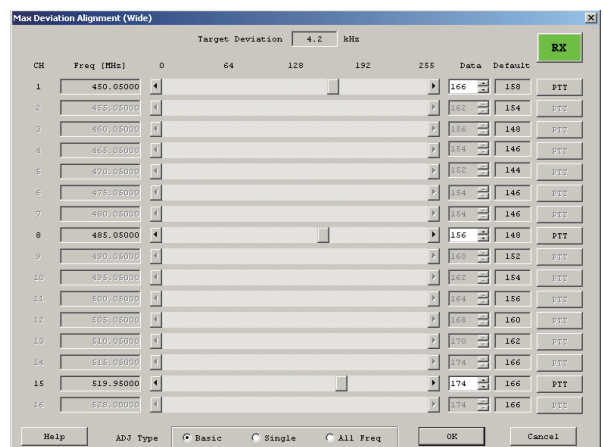 Max Deviation Alignment (Wide)
Target Deviation 4.2 kHz
RX
CH Freq [MHz] 0 64 128 192 255 Data Default
1 450.05000 166 158 PTT
2 455.05000 162 154 PTT
3 460.05000 156 148 PTT
4 465.05000 154 146 PTT
5 470.05000 152 144 PTT
6 475.05000 154 146 PTT
7 480.05000 154 146 PTT
8 485.05000 156 148 PTT
9 490.05000 160 152 PTT
10 495.05000 162 154 PTT
11 500.05000 164 156 PTT
12 505.05000 168 160 PTT
13 510.05000 170 162 PTT
14 515.05000 174 166 PTT
15 519.95000 174 166 PTT
16 528.00000 174 166 PTT
Help ADJ Type Basic Single All Freq OK Cancel